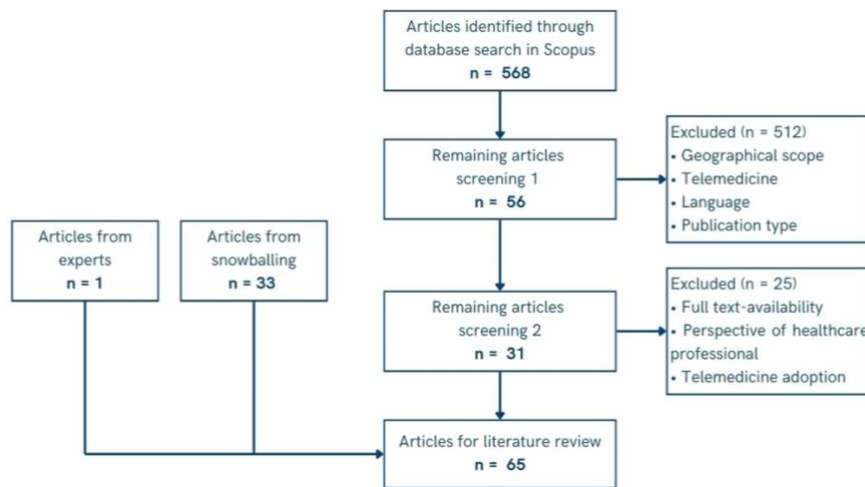 Articles identified through
database search in Scopus
n = 568
Remaining articles
screening 1
n = 56
Excluded (n = 512)
• Geographical scope
• Telemedicine
• Language
• Publication type
Articles from
experts
n = 1
Articles from
snowballing
n = 33
Remaining articles
screening 2
n = 31
Excluded (n = 25)
• Full text-availability
• Perspective of healthcare
professional
• Telemedicine adoption
Articles for literature review
n = 65